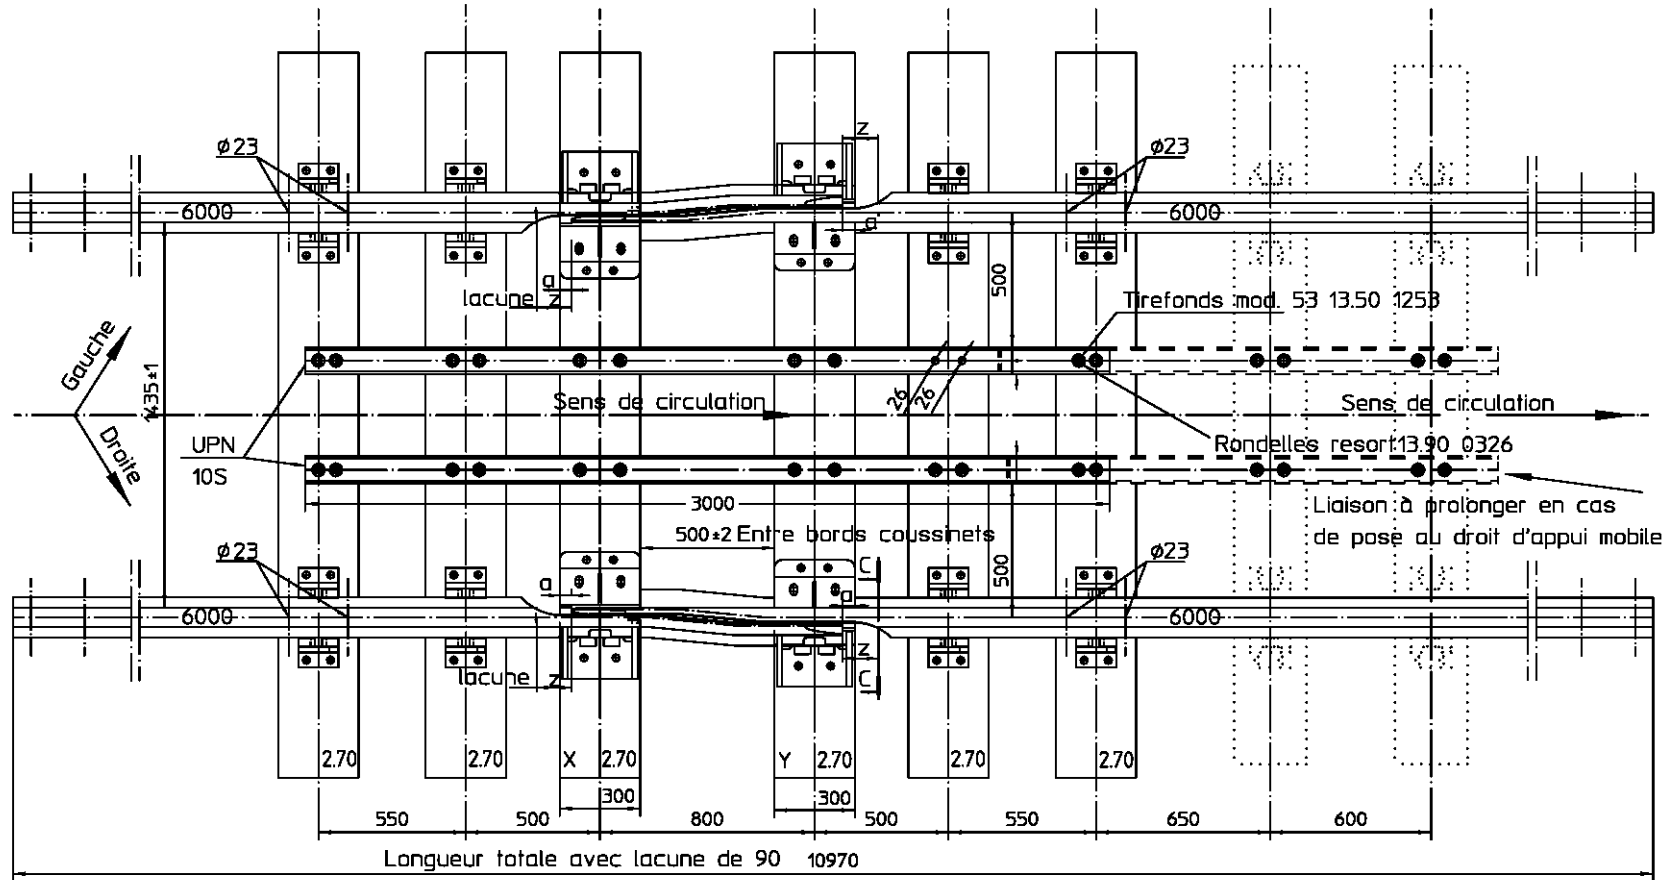 z
ø23
ø23
6000
6000
a
a
lacune z
500
Tirefonds mod. 53 13.50 1253
Gauche
1435±1
26
26
Sens de circulation
Sens de circulation
Droite
UPN
10S
Rondelles resort13.90 0326
3000
Liaison à prolonger en cas
de pose au droit d'appui mobile
500±2 Entre bords coussinets
ø23
ø23
C
500
a
a
6000
6000
z
lacune z
C
2.70
2.70
X 2.70
Y 2.70
2.70
2.70
300
300
550
500
800
500
550
650
600
Longueur totale avec lacune de 90 10970